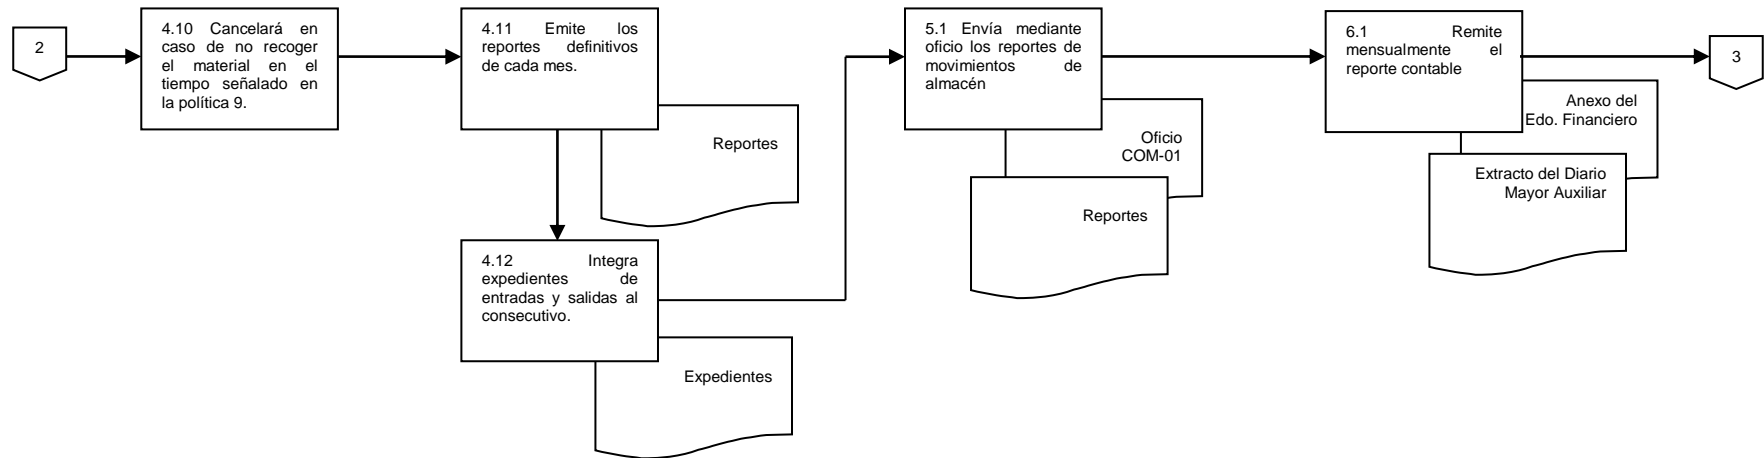 2
4.10 Cancelará en
caso de no recoger
el material en el
tiempo señalado en
la política 9.
4.11 Emite los
reportes definitivos
de cada mes.
Reportes
4.12 Integra
expedientes de
entradas y salidas al
consecutivo.
Expedientes
5.1 Envía mediante
oficio los reportes de
movimientos de
almacén
Oficio
COM-01
Reportes
6.1 Remite
mensualmente el
reporte contable
Anexo del
Edo. Financiero
Extracto del Diario
Mayor Auxiliar
3